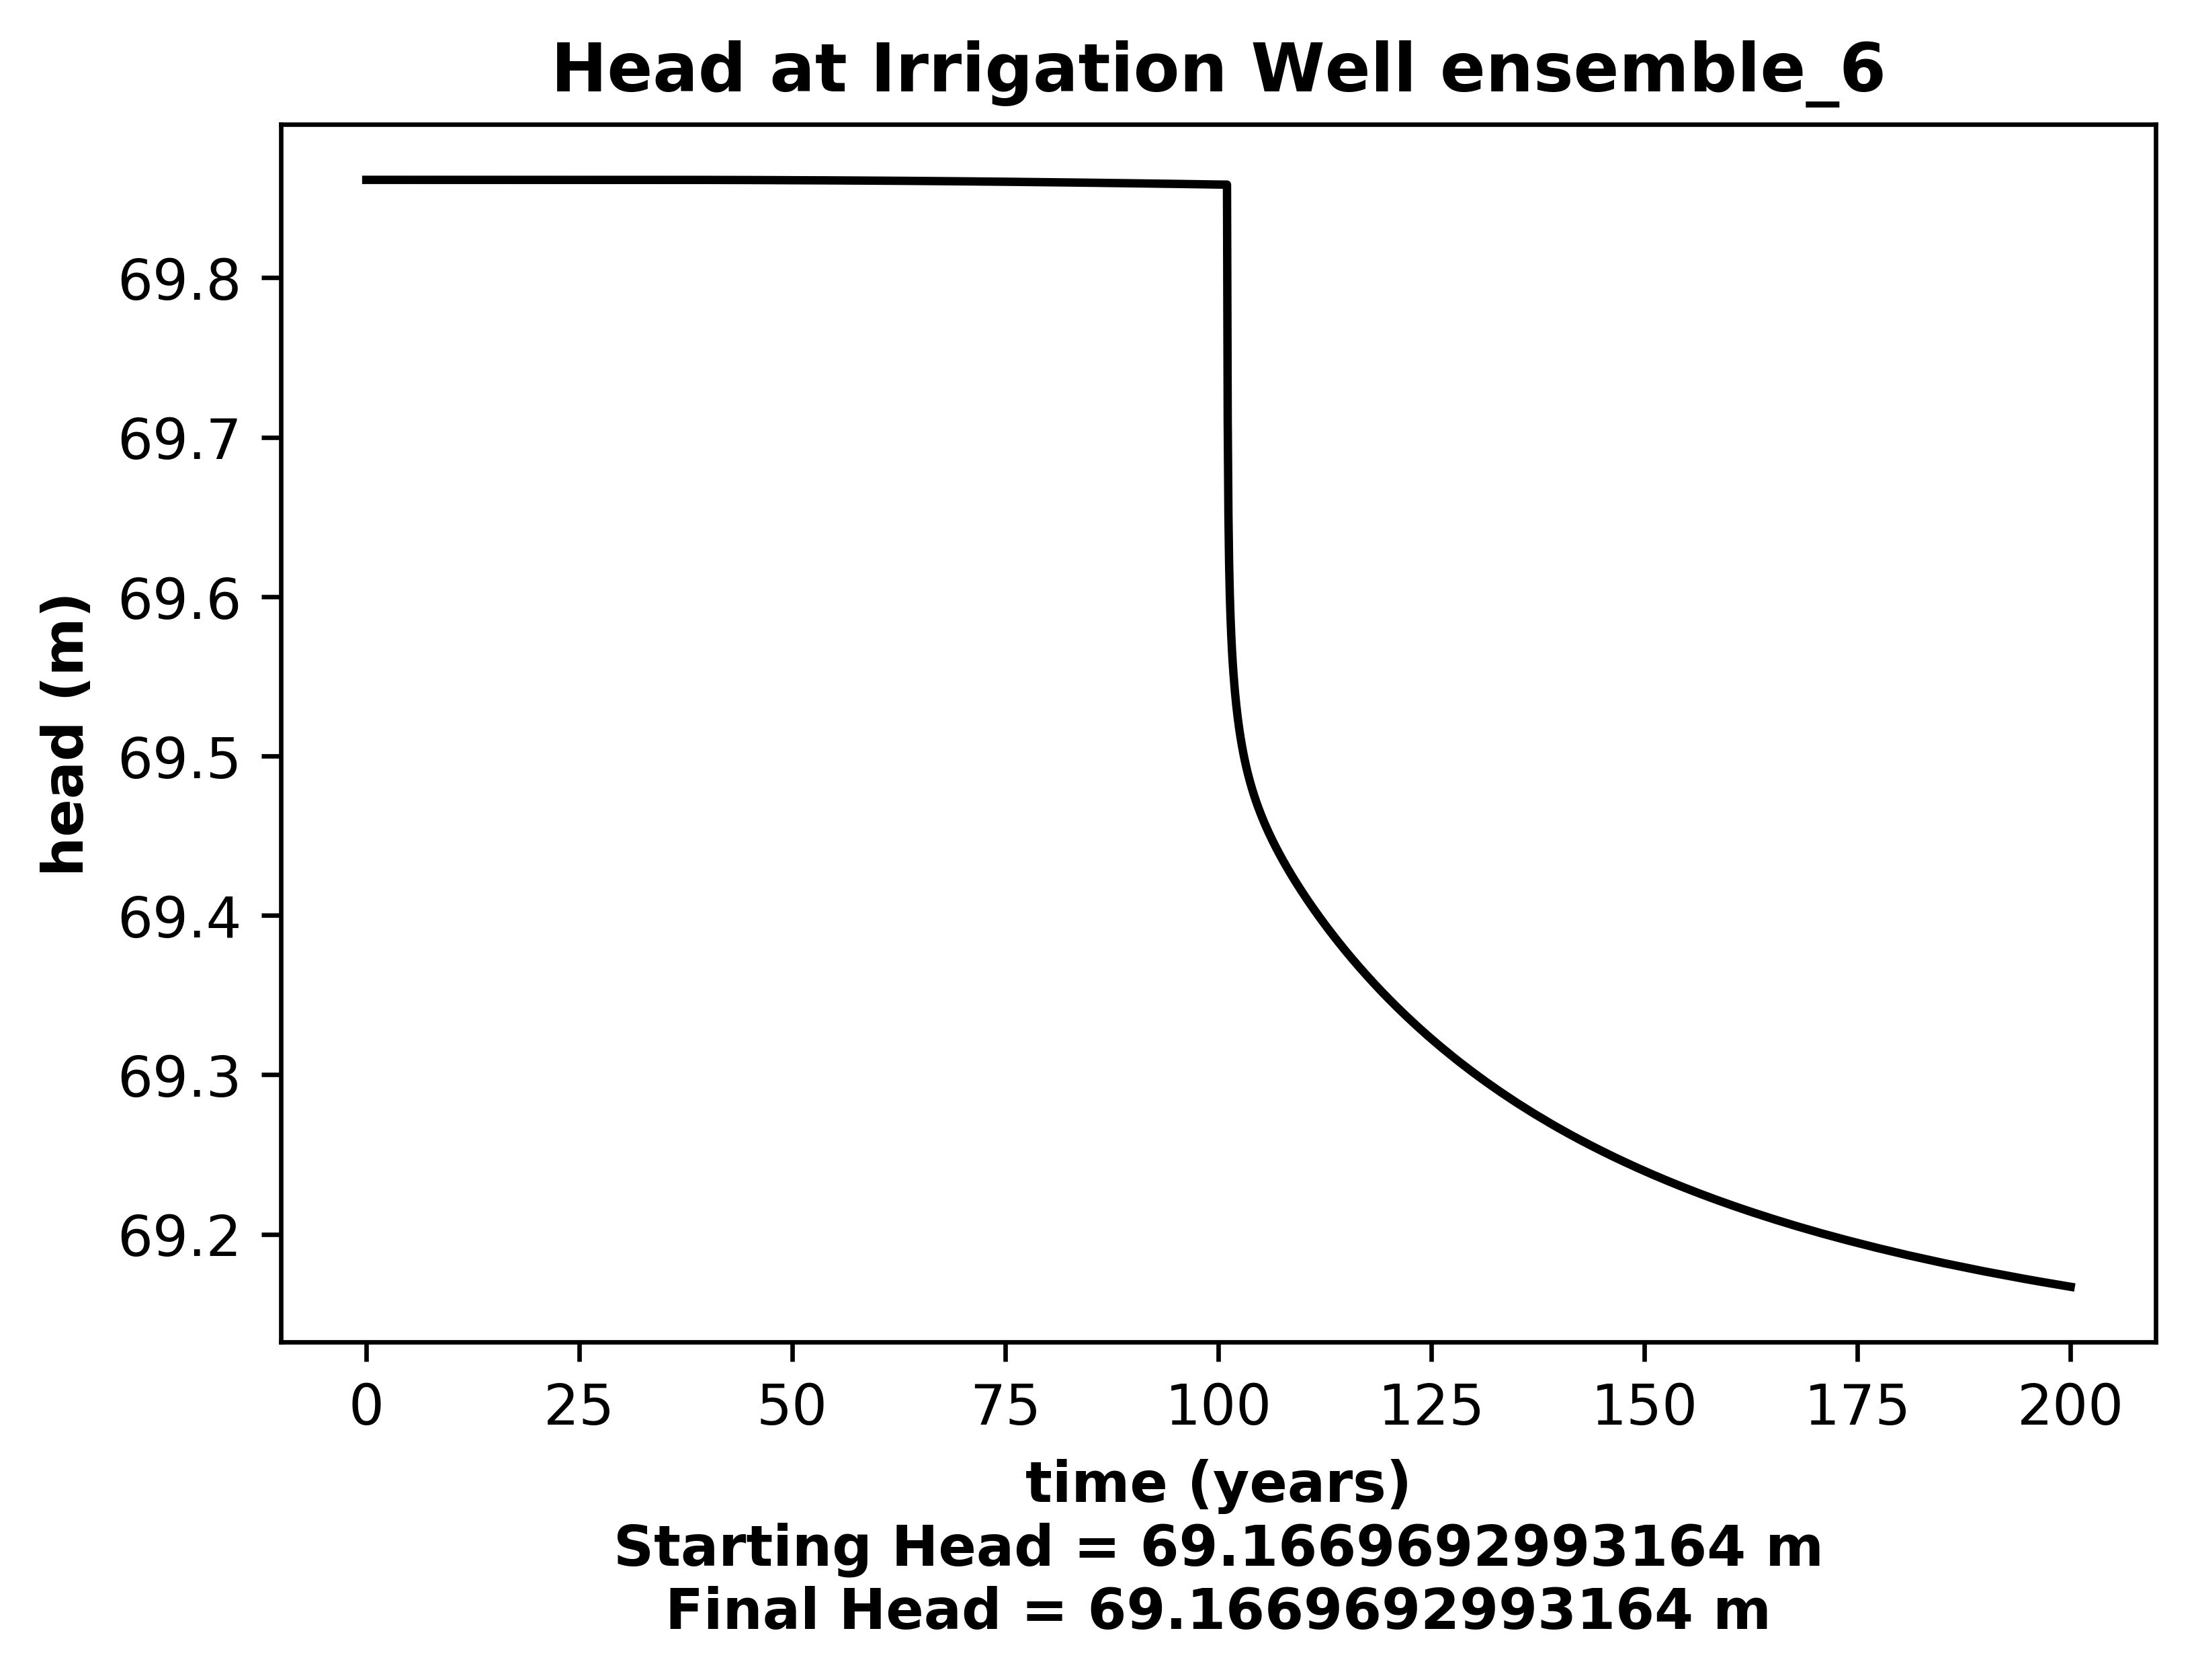 Head at Irrigation Well ensemble_6
head (m)
69.8
69.7
69.6
69.5
69.4
69.3
69.2
0 25 50 75 100 125 150 175 200
time (years)
Starting Head = 69.1669692993164 m
Final Head = 69.1669692993164 m